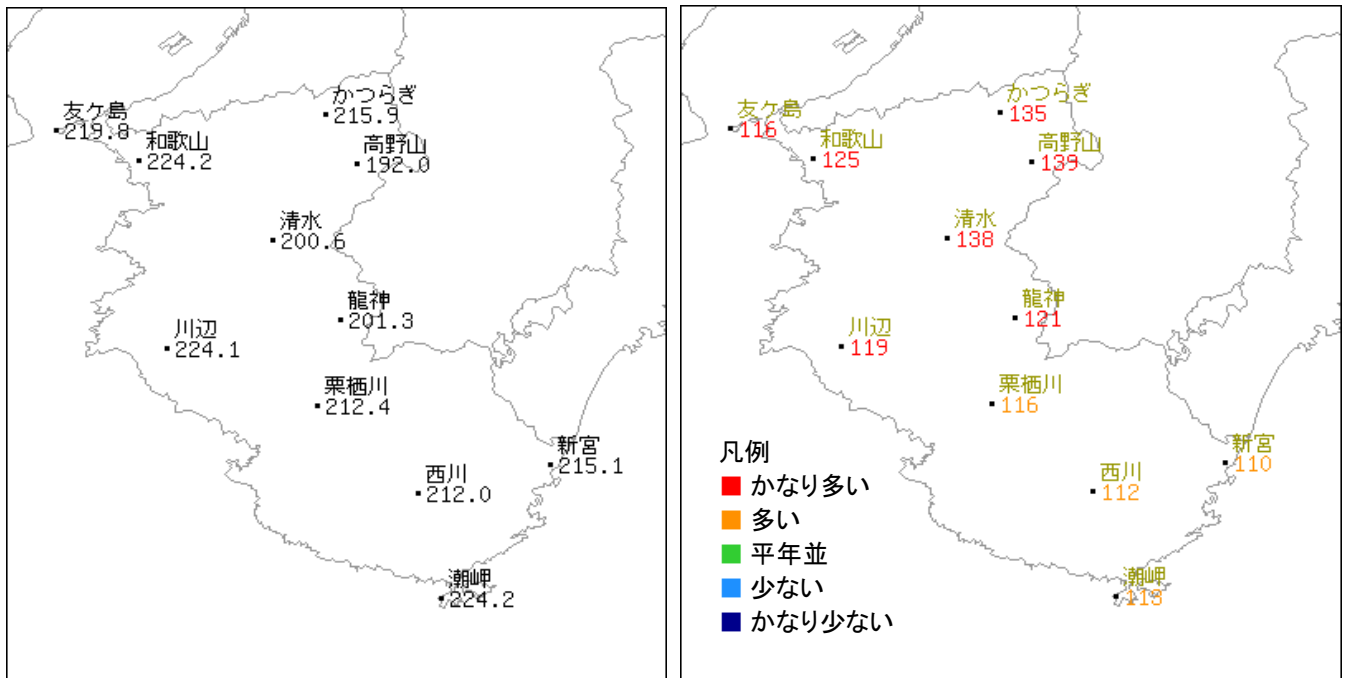 友ケ島
219.8
和歌山
224.2
かつらぎ
215.9
高野山
192.0
清水
200.6
龍神
201.3
川辺
224.1
栗栖川
212.4
新宮
215.1
西川
212.0
潮岬
224.2
友ケ島
116
和歌山
125
かつらぎ
135
高野山
139
清水
138
龍神
121
川辺
119
栗栖川
116
新宮
110
西川
112
潮岬
113
凡例
かなり多い
多い
平年並
少ない
かなり少ない